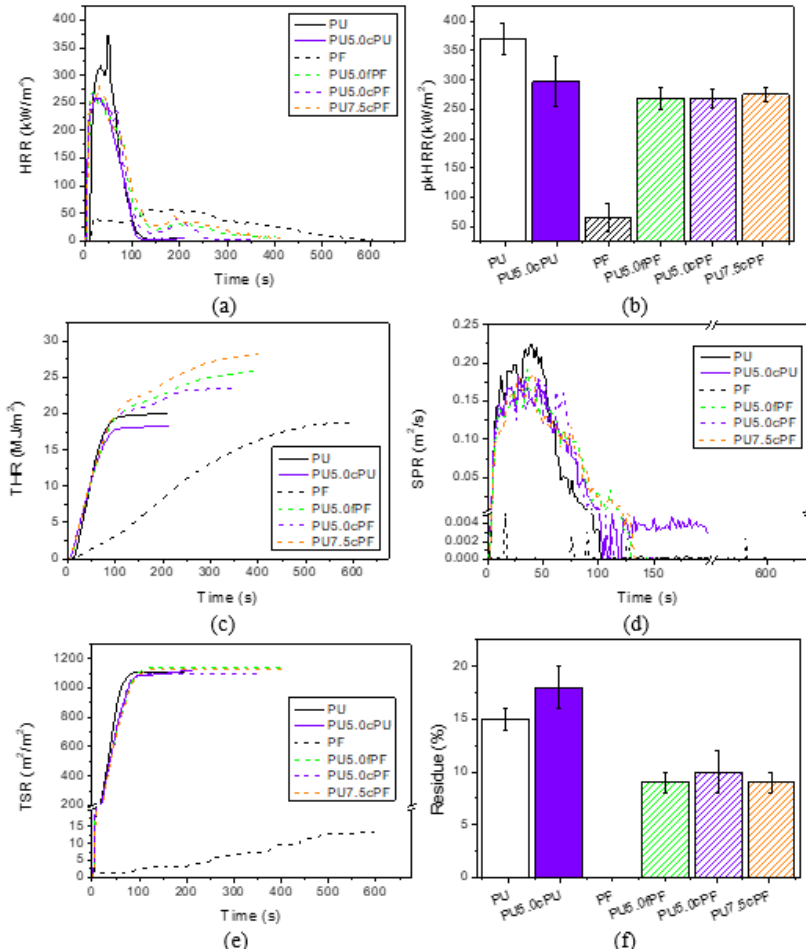 400
350
300
250
200
150
100
50
0
HRR (kW/m²)
PU
PU5.0cPU
PF
PU5.0fPF
PU5.0cPF
PU7.5cPF
0 100 200 300 400 500 600
Time (s)
(a)
400
350
300
250
200
150
100
50
pkHRR(kW/m²)
PU PU5.0cPU PF PU5.0fPF PU5.0cPF PU7.5cPF
(b)
30
25
20
15
10
5
0
THR (MJ/m²)
PU
PU5.0cPU
PF
PU5.0fPF
PU5.0cPF
PU7.5cPF
0 100 200 300 400 500 600
Time (s)
(c)
0.25
0.20
0.15
0.10
0.05
0.004
0.002
0.000
SPR (m²/s)
PU
PU5.0cPU
PF
PU5.0fPF
PU5.0cPF
PU7.5cPF
0 50 100 150 600
Time (s)
(d)
1200
1000
800
600
400
200
15
10
5
0
TSR (m²/m²)
PU
PU5.0cPU
PF
PU5.0fPF
PU5.0cPF
PU7.5cPF
0 100 200 300 400 500 600
Time (s)
(e)
20
15
10
5
0
Residue (%)
PU PU5.0cPU PF PU5.0fPF PU5.0cPF PU7.5cPF
(f)